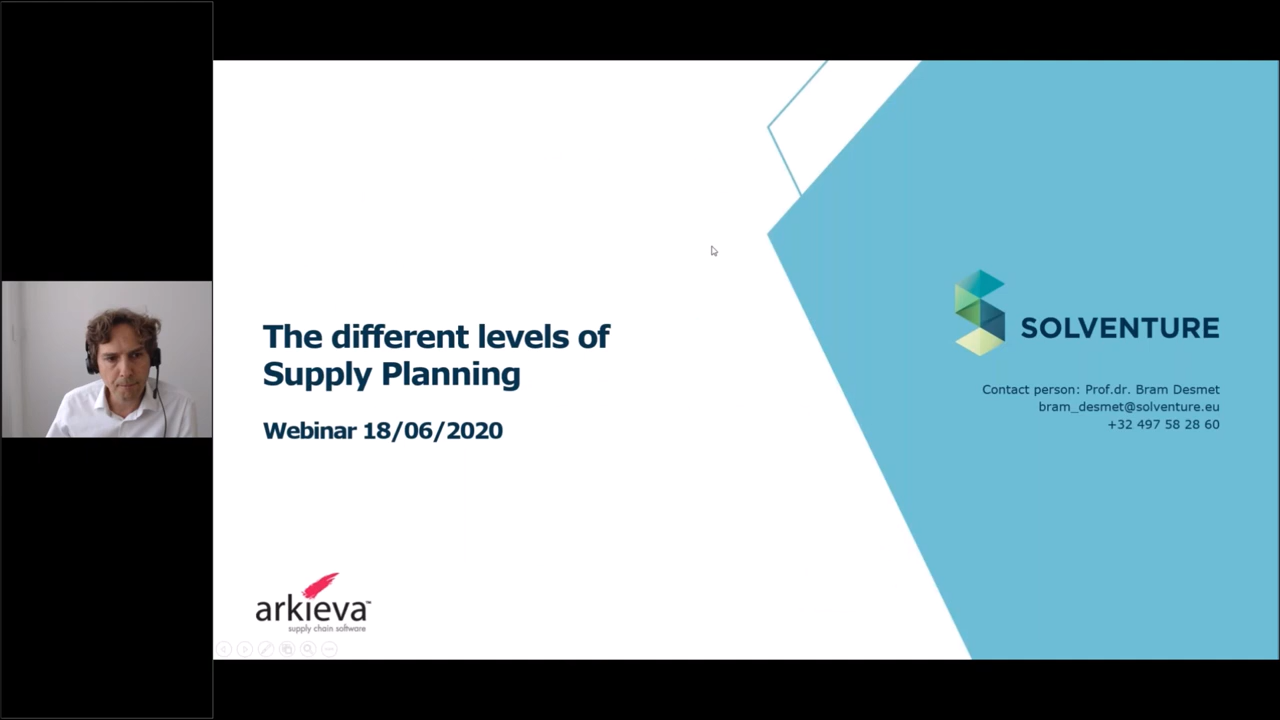 The different levels of
Supply Planning
Webinar 18/06/2020
SOLVENTURE
Contact person: Prof.dr. Bram Desmet
bram_desmet@solventure.eu
+32 497 58 28 60
arkieva™
supply chain software